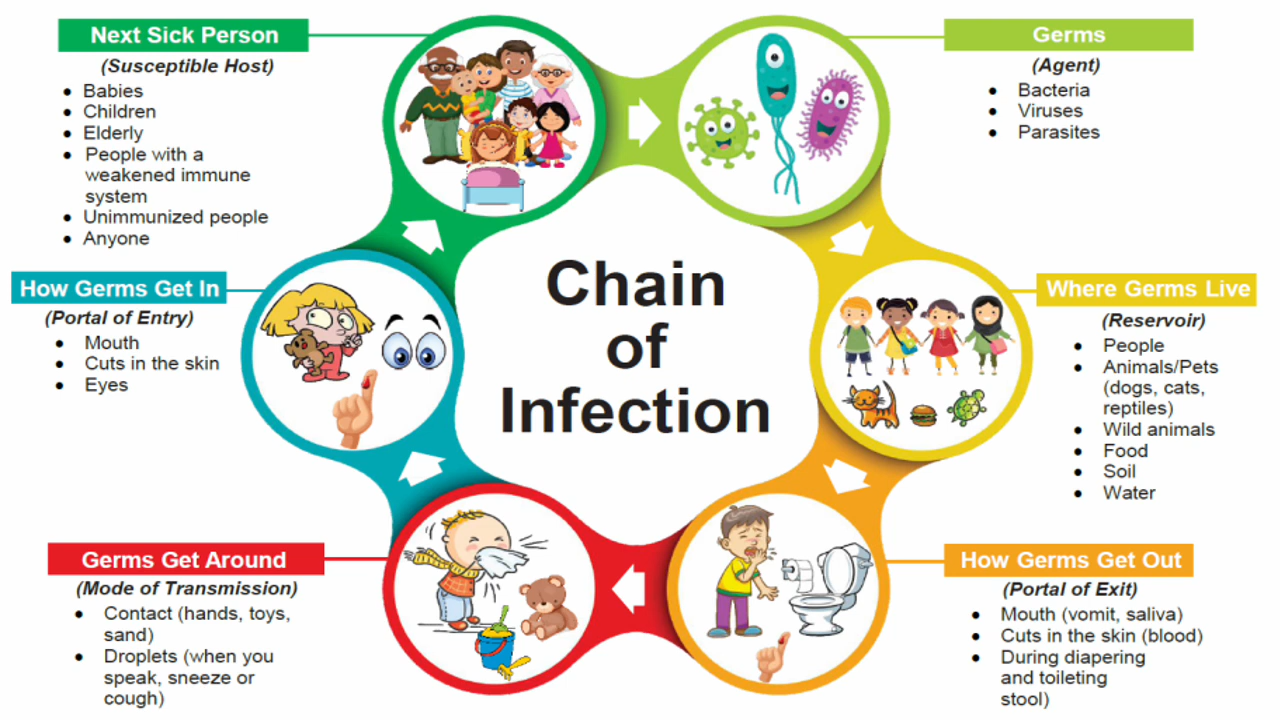 Chain
of
Infection
Germs
(Agent)
• Bacteria
• Viruses
• Parasites
Where Germs Live
(Reservoir)
• People
• Animals/Pets
(dogs, cats,
reptiles)
• Wild animals
• Food
• Soil
• Water
How Germs Get Out
(Portal of Exit)
• Mouth (vomit, saliva)
• Cuts in the skin (blood)
• During diapering
and toileting
stool)
Germs Get Around
(Mode of Transmission)
• Contact (hands, toys,
sand)
• Droplets (when you
speak, sneeze or
cough)
How Germs Get In
(Portal of Entry)
• Mouth
• Cuts in the skin
• Eyes
Next Sick Person
(Susceptible Host)
• Babies
• Children
• Elderly
• People with a
weakened immune
system
• Unimmunized people
• Anyone